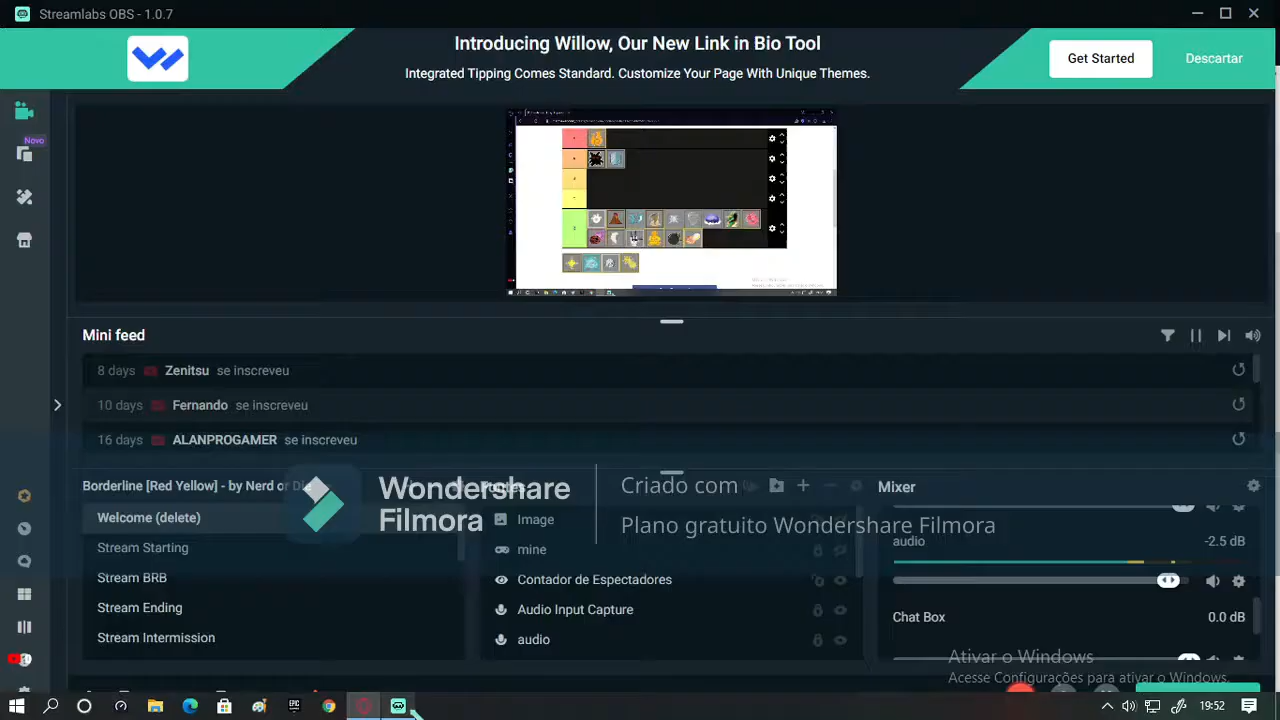 Streamlabs OBS - 1.0.7
Introducing Willow, Our New Link in Bio Tool
Integrated Tipping Comes Standard. Customize Your Page With Unique Themes.
Get Started
Descartar
Novo
Mini feed
8 days Zenitsu se inscreveu
10 days Fernando se inscreveu
16 days ALANPROGAMER se inscreveu
Borderline [Red Yellow] - by Nerd or
Welcome (delete)
Stream Starting
Stream BRB
Stream Ending
Stream Intermission
Wondershare
Filmora
Criado com
Plano gratuito Wondershare Filmora
Image
mine
Contador de Espectadores
Audio Input Capture
audio
Mixer
audio -2.5 dB
Chat Box 0.0 dB
Ativar o Windows
Acesse Configurações para ativar o Windows.
EPIC
19:52